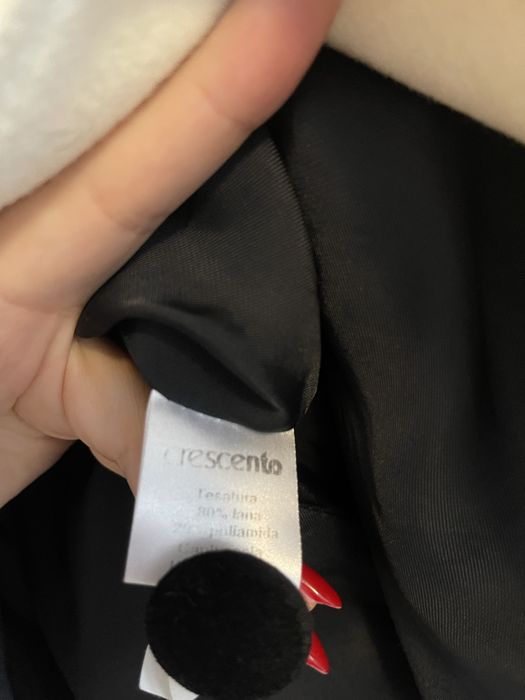 crescento
Tesatura
80% lana
20% poliamida